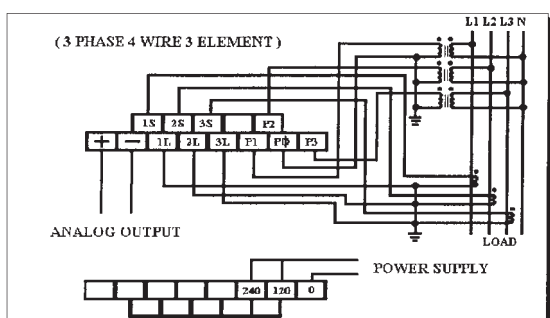 L1 L2 L3 N
( 3 PHASE 4 WIRE 3 ELEMENT )
1S 2S 3S P2
+ − 1L 2L 3L P1 PΦ P3
ANALOG OUTPUT
LOAD
240 120 0
POWER SUPPLY